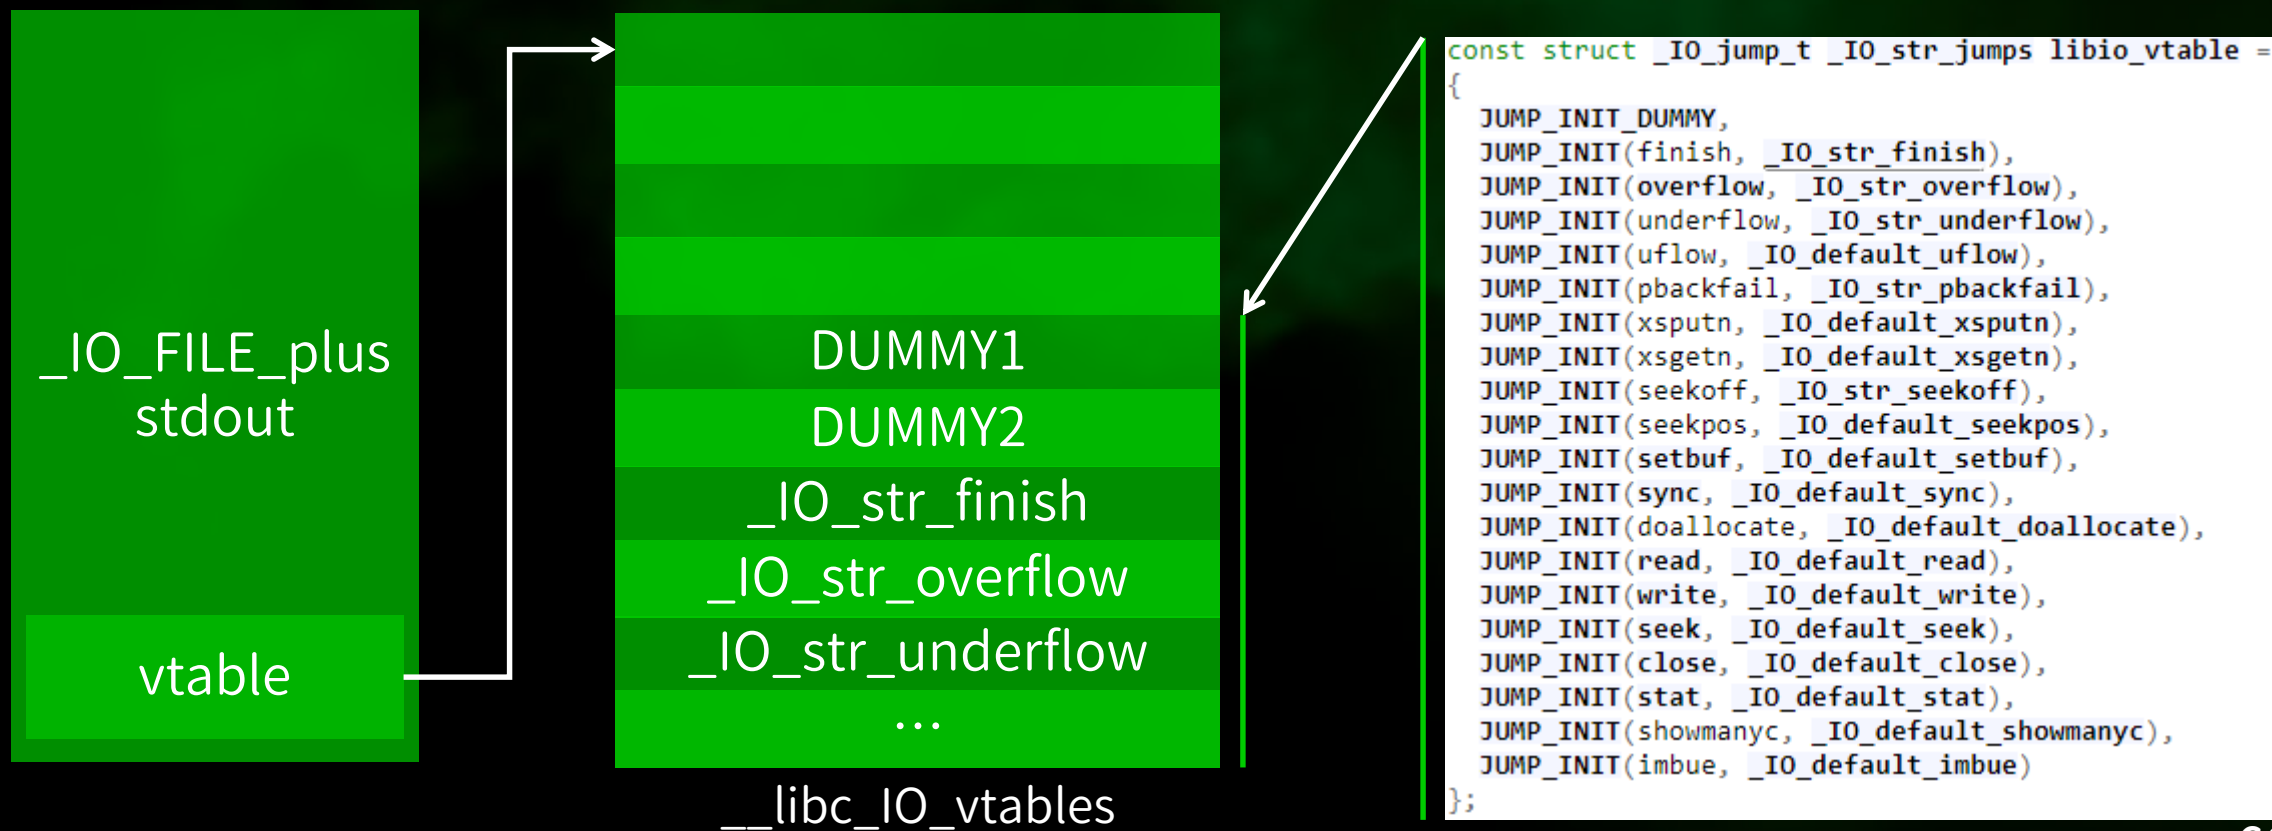 _IO_FILE_plus
stdout
vtable
DUMMY1
DUMMY2
_IO_str_finish
_IO_str_overflow
_IO_str_underflow
...
__libc_IO_vtables
const struct _IO_jump_t _IO_str_jumps libio_vtable =
{
  JUMP_INIT_DUMMY,
  JUMP_INIT(finish, _IO_str_finish),
  JUMP_INIT(overflow, _IO_str_overflow),
  JUMP_INIT(underflow, _IO_str_underflow),
  JUMP_INIT(uflow, _IO_default_uflow),
  JUMP_INIT(pbackfail, _IO_str_pbackfail),
  JUMP_INIT(xsputn, _IO_default_xsputn),
  JUMP_INIT(xsgetn, _IO_default_xsgetn),
  JUMP_INIT(seekoff, _IO_str_seekoff),
  JUMP_INIT(seekpos, _IO_default_seekpos),
  JUMP_INIT(setbuf, _IO_default_setbuf),
  JUMP_INIT(sync, _IO_default_sync),
  JUMP_INIT(doallocate, _IO_default_doallocate),
  JUMP_INIT(read, _IO_default_read),
  JUMP_INIT(write, _IO_default_write),
  JUMP_INIT(seek, _IO_default_seek),
  JUMP_INIT(close, _IO_default_close),
  JUMP_INIT(stat, _IO_default_stat),
  JUMP_INIT(showmanyc, _IO_default_showmanyc),
  JUMP_INIT(imbue, _IO_default_imbue)
};